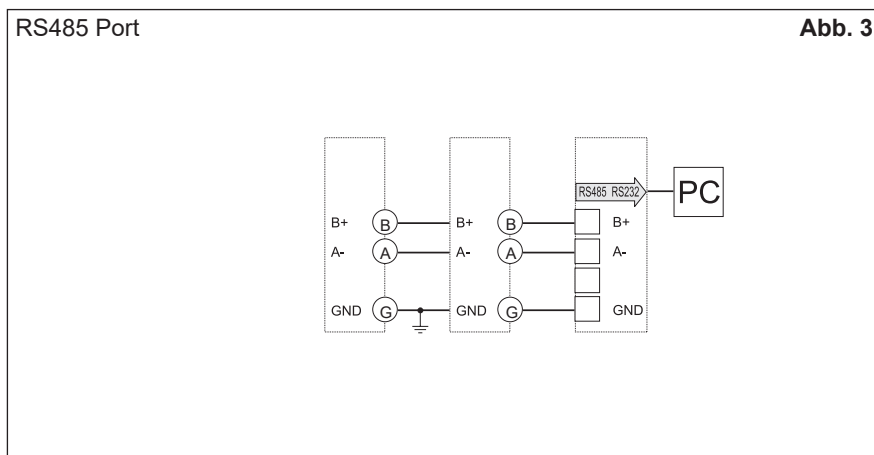 RS485 Port Abb. 3
RS485 RS232 PC
B+ B B+ B B+
A- A A- A A-
GND G GND G GND